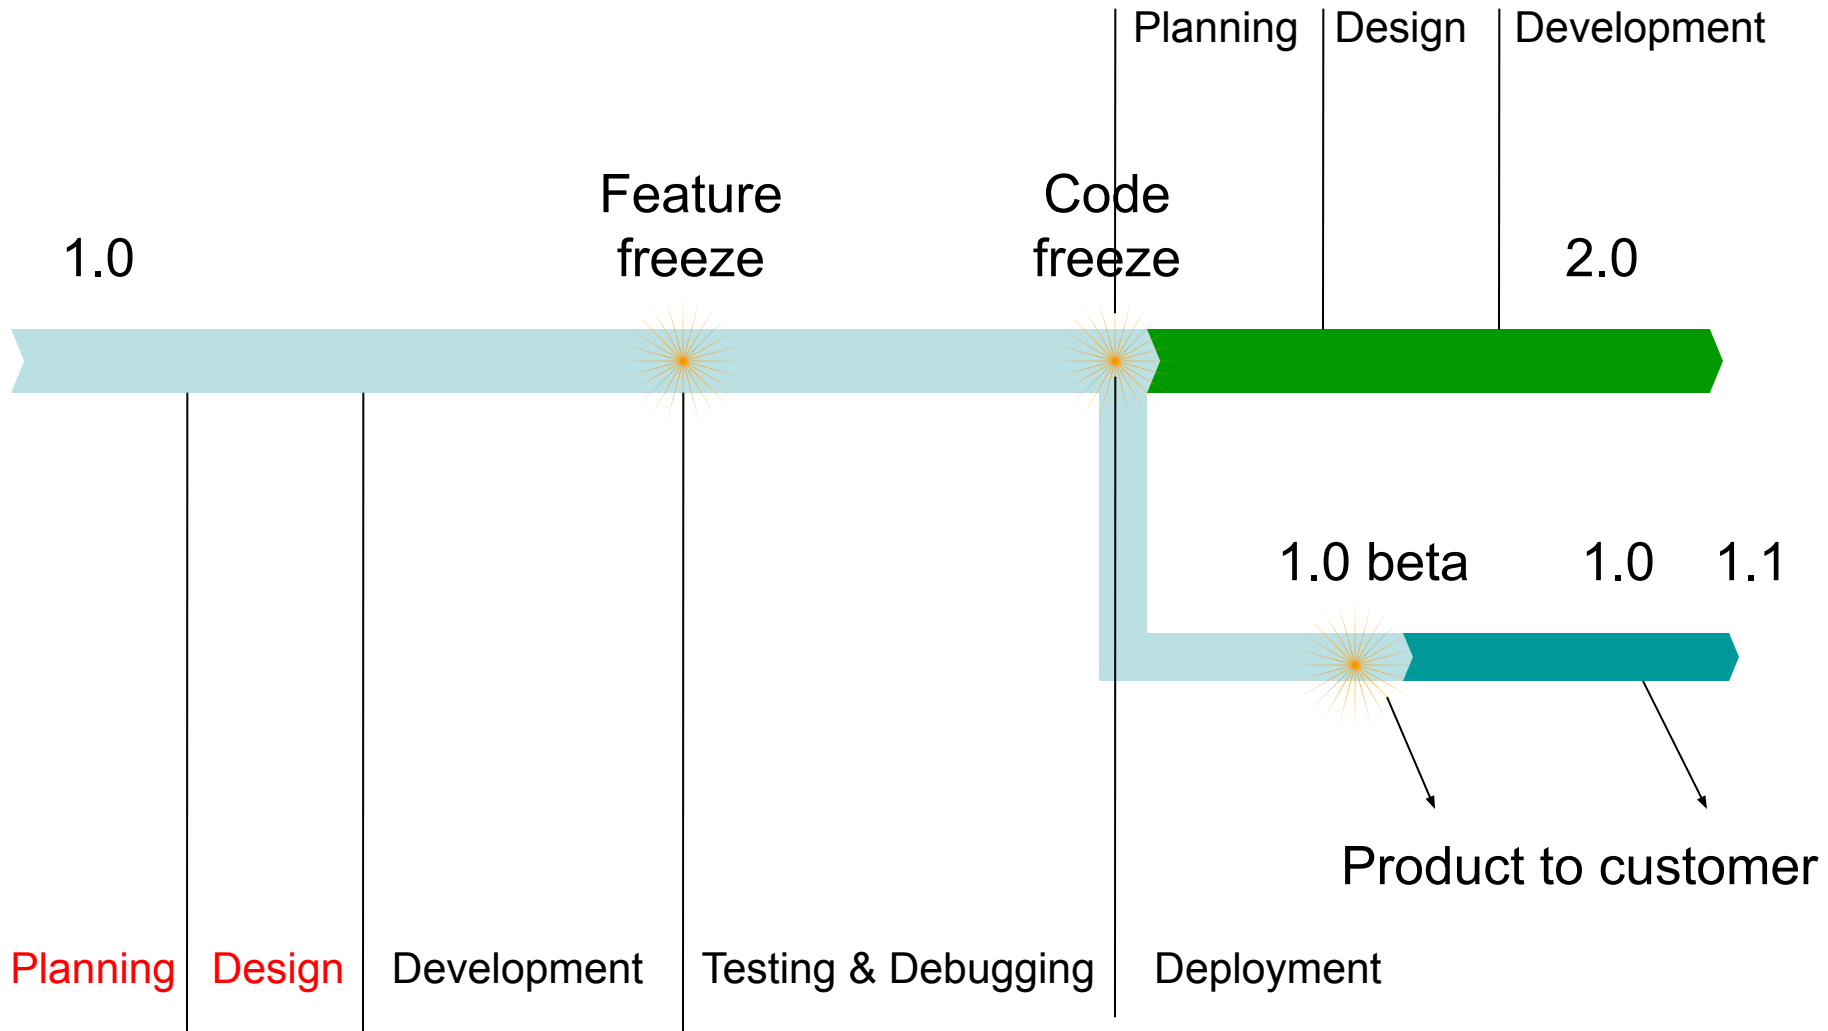 Planning Design Development
Feature
freeze
Code
freeze
1.0
2.0
1.0 beta 1.0 1.1
Product to customer
Planning Design Development Testing & Debugging Deployment